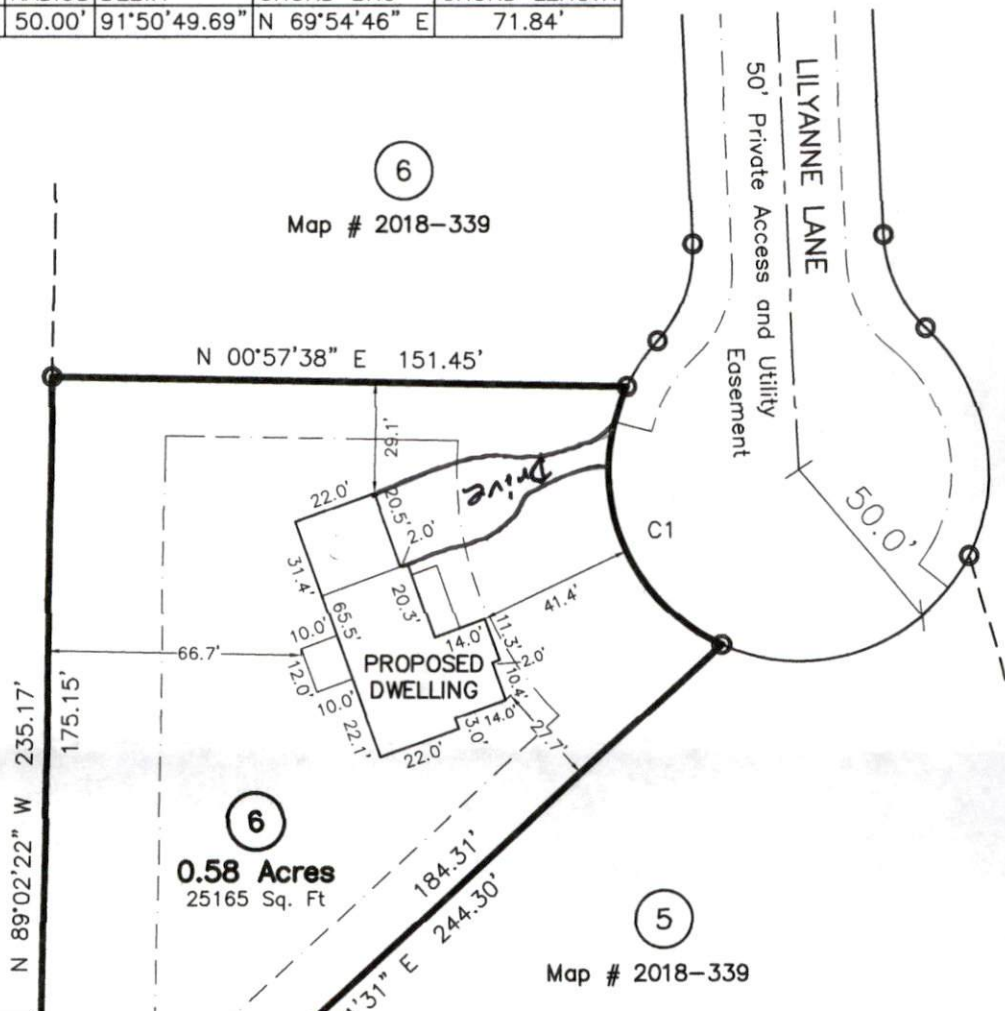 50.00' 91°50'49.69" N 69°54'46" E 71.84'
LILYANNE LANE
50' Private Access and Utility
Easement
6
Map # 2018-339
N 00°57'38" E 151.45'
29.1'
Drive
22.0'
20.5'
2.0'
50.0'
C1
31.4'
65.5'
20.3'
41.4'
10.0'
66.7'
12.0'
10.0'
14.0'
11.3'
2.0'
PROPOSED
DWELLING
10.4'
14.0'
22.1'
22.0'
3.0'
27.7'
N 89°02'22" W 235.17'
175.15'
6
0.58 Acres
25165 Sq. Ft
184.31'
244.30'
'31" E
5
Map # 2018-339